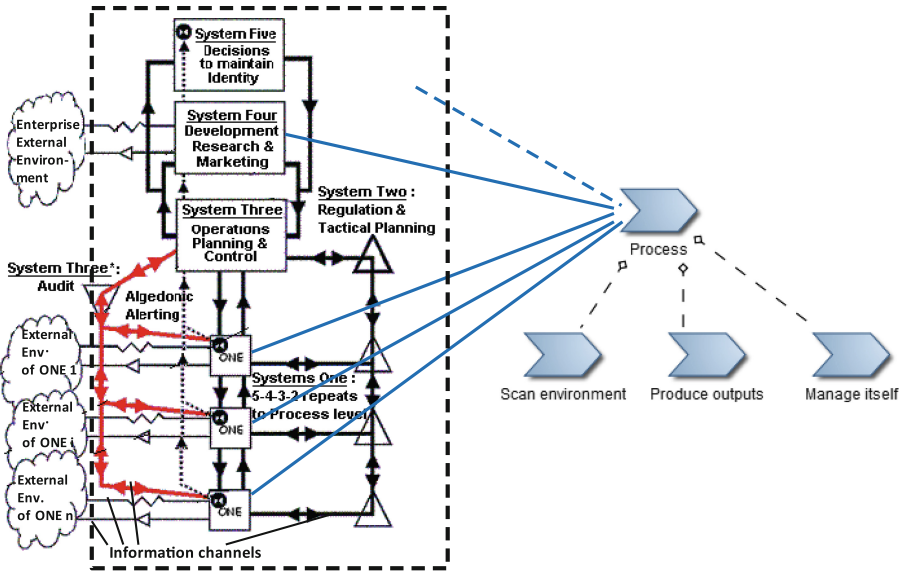 System Five
Decisions
to maintain
Identity
System Four
Development
Research &
Marketing
Enterprise
External
Environ-
ment
System Three
Operations
Planning &
Control
System Two :
Regulation &
Tactical Planning
System Three* :
Audit
Algedonic
Alerting
External
Env.
of ONE 1
ONE
Systems One :
5-4-3-2 repeats
to Process level
External
Env.
of ONE i
ONE
External
Env.
of ONE n
ONE
Information channels
Process
Scan environment
Produce outputs
Manage itself